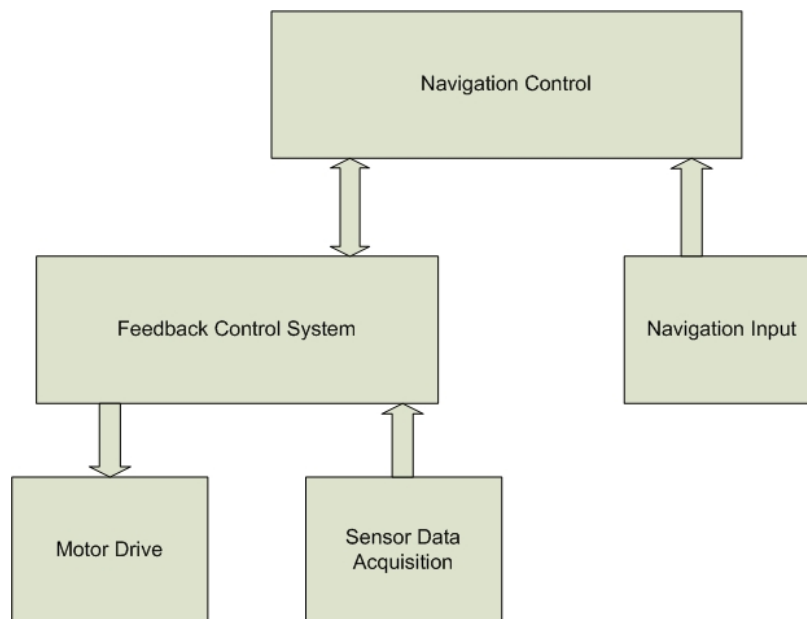 Navigation Control
Feedback Control System
Navigation Input
Motor Drive
Sensor Data
Acquisition